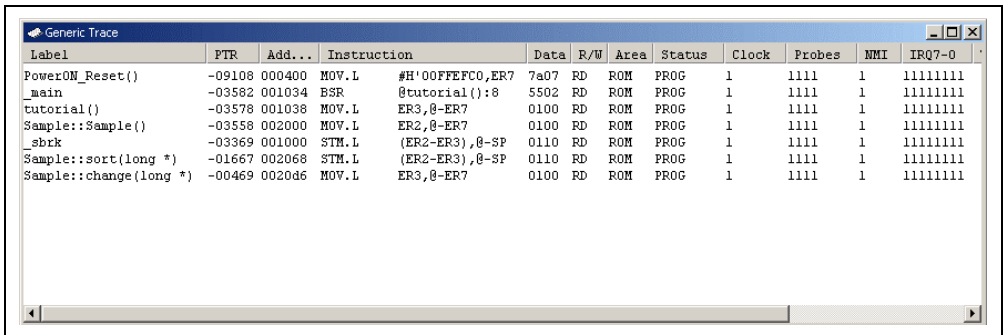 Generic Trace
Label PTR Add... Instruction Data R/W Area Status Clock Probes NMI IRQ7-0
PowerON_Reset() -09108 000400 MOV.L #H'00FFEFC0,ER7 7a07 RD ROM PROG 1 1111 1 11111111
_main -03582 001034 BSR @tutorial():8 5502 RD ROM PROG 1 1111 1 11111111
tutorial() -03578 001038 MOV.L ER3,@-ER7 0100 RD ROM PROG 1 1111 1 11111111
Sample::Sample() -03558 002000 MOV.L ER2,@-ER7 0100 RD ROM PROG 1 1111 1 11111111
_sbrk -03369 001000 STM.L (ER2-ER3),@-SP 0110 RD ROM PROG 1 1111 1 11111111
Sample::sort(long *) -01667 002068 STM.L (ER2-ER3),@-SP 0110 RD ROM PROG 1 1111 1 11111111
Sample::change(long *) -00469 0020d6 MOV.L ER3,@-ER7 0100 RD ROM PROG 1 1111 1 11111111